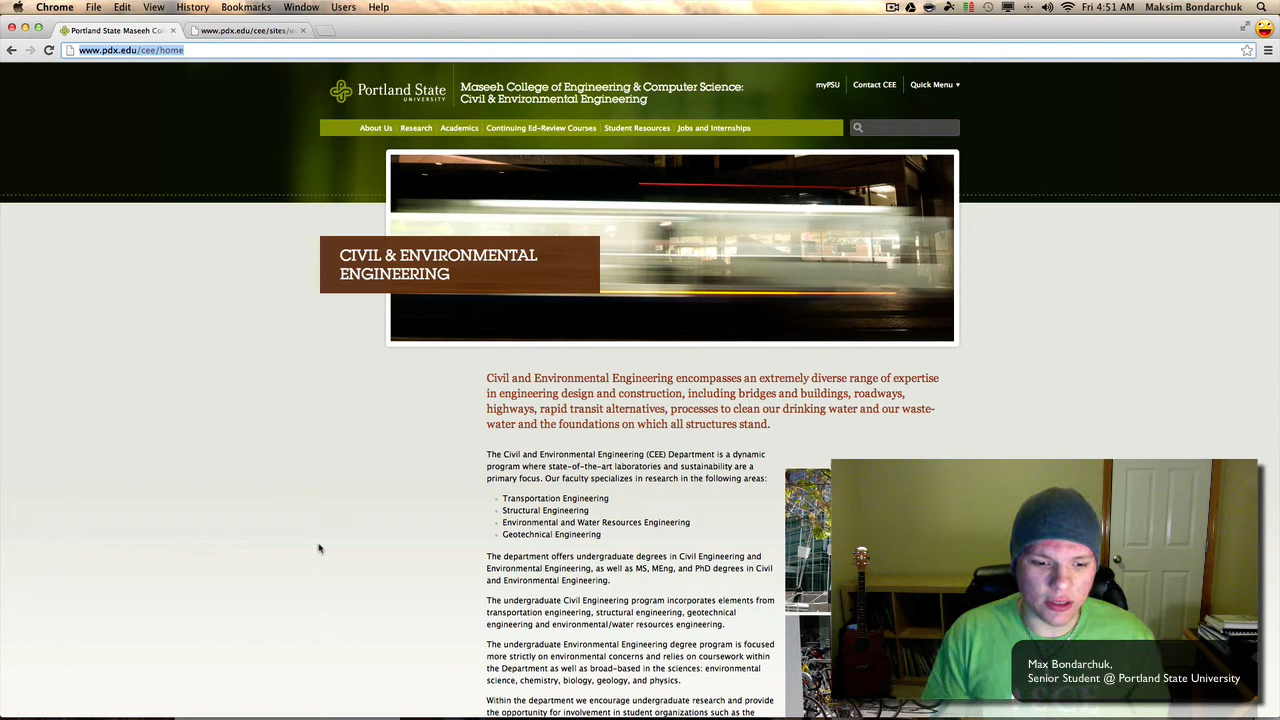 Chrome File Edit View History Bookmarks Window Users Help Fri 4:51 AM Maksim Bondarchuk
Portland State Maseeh Col www.pdx.edu/cee/sites/w
www.pdx.edu/cee/home
Portland State
UNIVERSITY
Maseeh College of Engineering & Computer Science:
Civil & Environmental Engineering
myPSU Contact CEE Quick Menu
About Us Research Academics Continuing Ed-Review Courses Student Resources Jobs and Internships
CIVIL & ENVIRONMENTAL
ENGINEERING
Civil and Environmental Engineering encompasses an extremely diverse range of expertise
in engineering design and construction, including bridges and buildings, roadways,
highways, rapid transit alternatives, processes to clean our drinking water and our waste-
water and the foundations on which all structures stand.
The Civil and Environmental Engineering (CEE) Department is a dynamic
program where state-of-the-art laboratories and sustainability are a
primary focus. Our faculty specializes in research in the following areas:
Transportation Engineering
Structural Engineering
Environmental and Water Resources Engineering
Geotechnical Engineering
The department offers undergraduate degrees in Civil Engineering and
Environmental Engineering, as well as MS, MEng, and PhD degrees in Civil
and Environmental Engineering.
The undergraduate Civil Engineering program incorporates elements from
transportation engineering, structural engineering, geotechnical
engineering and environmental/water resources engineering.
The undergraduate Environmental Engineering degree program is focused
more strictly on environmental concerns and relies on coursework within
the Department as well as broad-based in the sciences: environmental
science, chemistry, biology, geology, and physics.
Within the department we encourage undergraduate research and provide
the opportunity for involvement in student organizations such as the
Max Bondarchuk,
Senior Student @ Portland State University